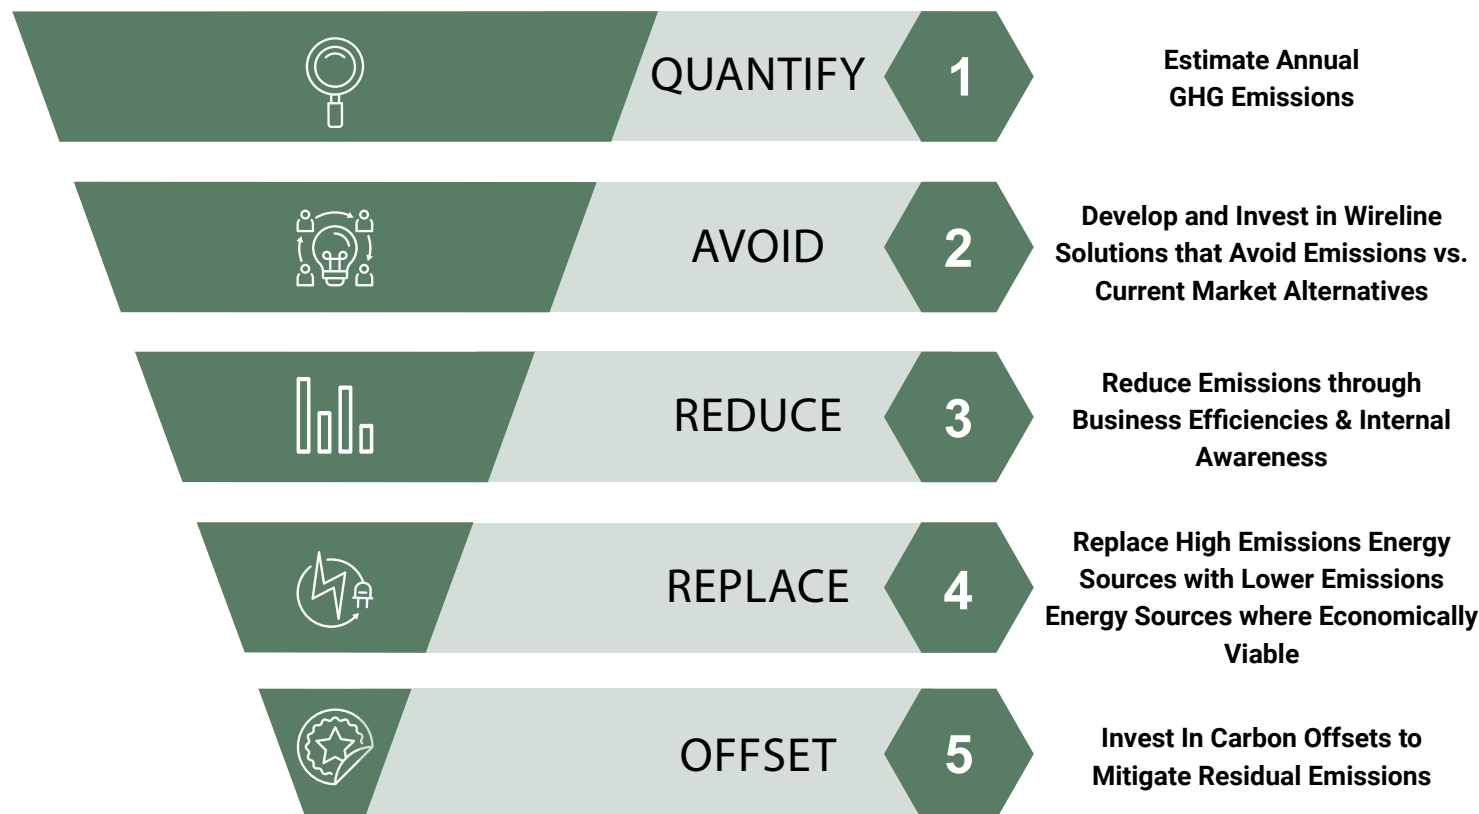 QUANTIFY
1
Estimate Annual
GHG Emissions
AVOID
2
Develop and Invest in Wireline
Solutions that Avoid Emissions vs.
Current Market Alternatives
REDUCE
3
Reduce Emissions through
Business Efficiencies & Internal
Awareness
REPLACE
4
Replace High Emissions Energy
Sources with Lower Emissions
Energy Sources where Economically
Viable
OFFSET
5
Invest In Carbon Offsets to
Mitigate Residual Emissions